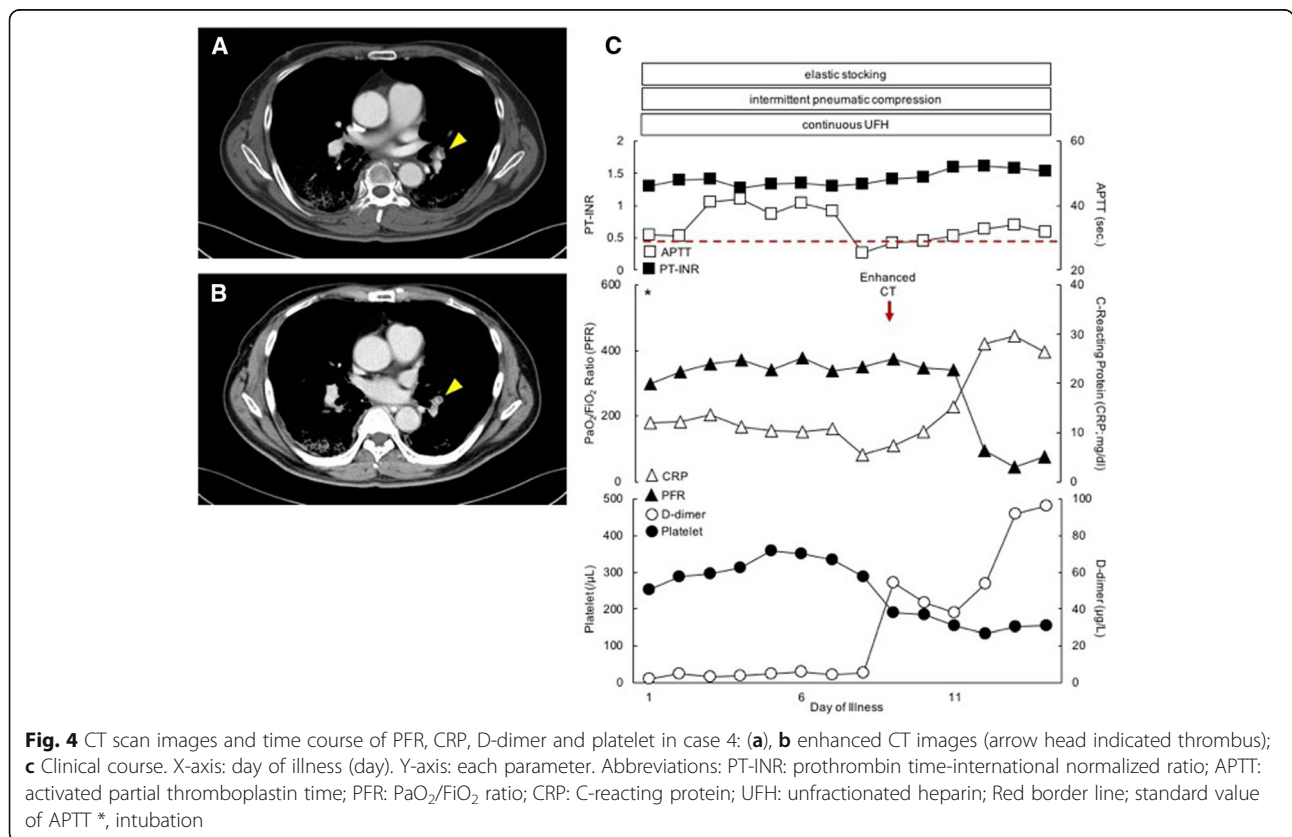 A
B
C
elastic stocking
intermittent pneumatic compression
continuous UFH
2
1.5
1
0.5
0
PT-INR
60
40
20
APTT (sec.)
APTT
PT-INR
600
400
200
0
PaO₂/FiO₂ Ratio (PFR)
*
Enhanced
CT
40
30
20
10
0
C-Reacting Protein (CRP: mg/dl)
CRP
PFR
D-dimer
Platelet
500
400
300
200
100
0
Platelet (/μL)
100
80
60
40
20
0
D-dimer (μg/L)
1
6
11
Day of Illness
Fig. 4 CT scan images and time course of PFR, CRP, D-dimer and platelet in case 4: (a), b enhanced CT images (arrow head indicated thrombus);
c Clinical course. X-axis: day of illness (day). Y-axis: each parameter. Abbreviations: PT-INR: prothrombin time-international normalized ratio; APTT:
activated partial thromboplastin time; PFR: PaO₂/FiO₂ ratio; CRP: C-reacting protein; UFH: unfractionated heparin; Red border line; standard value
of APTT *, intubation